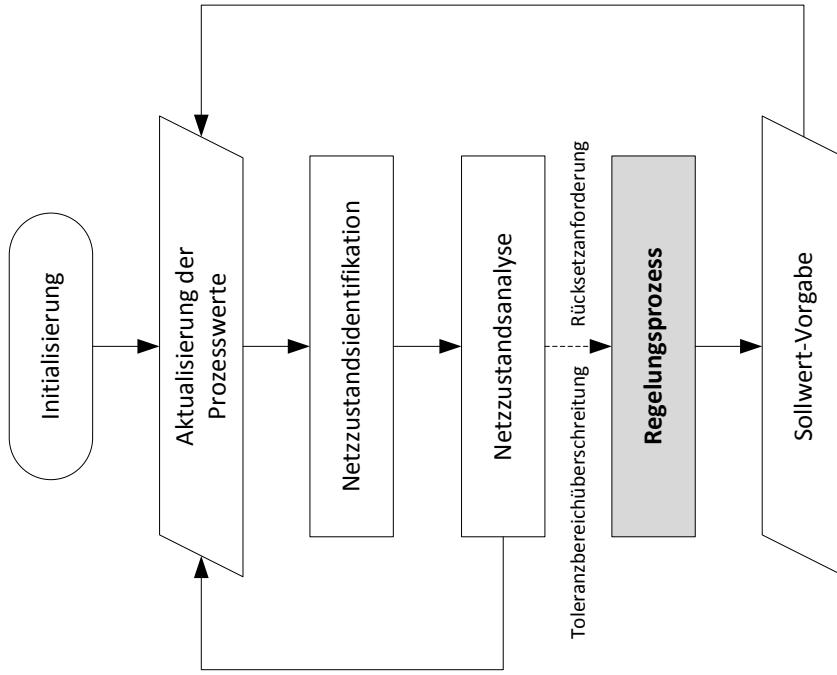 Initialisierung
Aktualisierung der
Prozesswerte
Netzzustandsidentifikation
Netzzustandsanalyse
Toleranzbereichüberschreitung
Rücksetzanforderung
Regelungsprozess
Sollwert-Vorgabe